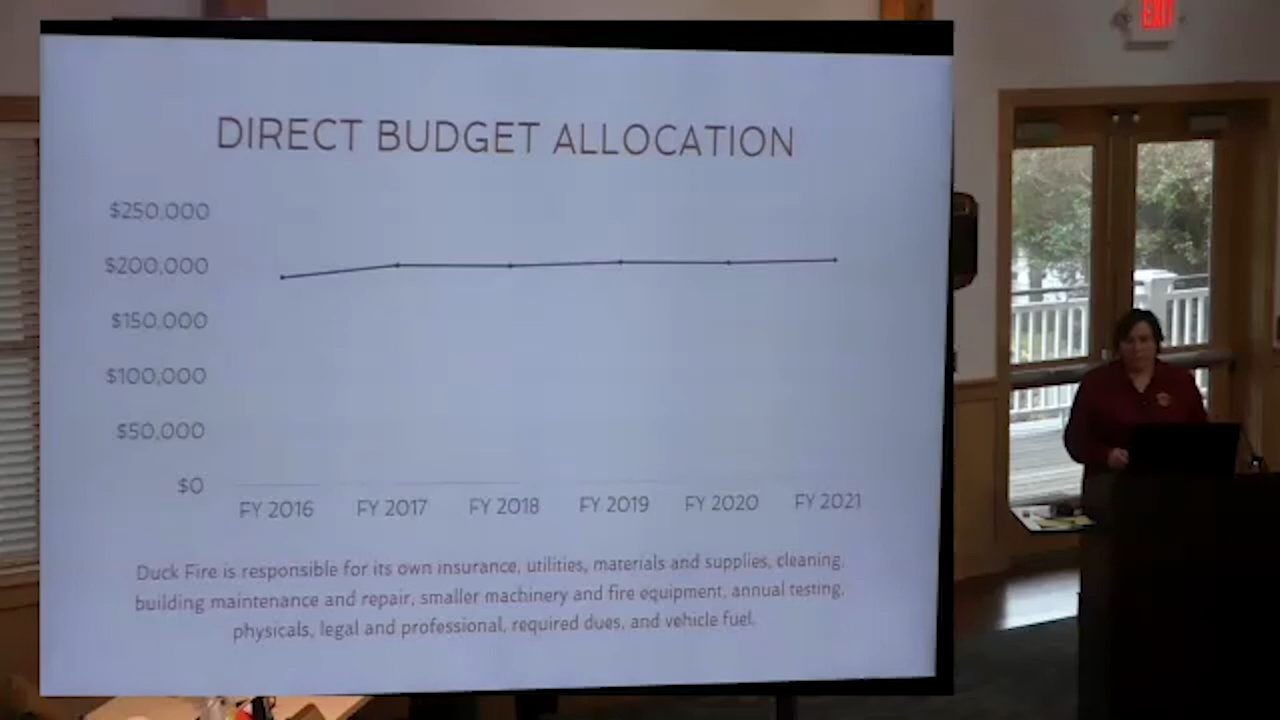 EXIT
DIRECT BUDGET ALLOCATION
$250,000
$200,000
$150,000
$100,000
$50,000
$0
FY 2016 FY 2017 FY 2018 FY 2019 FY 2020 FY 2021
Duck Fire is responsible for its own insurance, utilities, materials and supplies, cleaning,
building maintenance and repair, smaller machinery and fire equipment, annual testing,
physicals, legal and professional, required dues, and vehicle fuel.